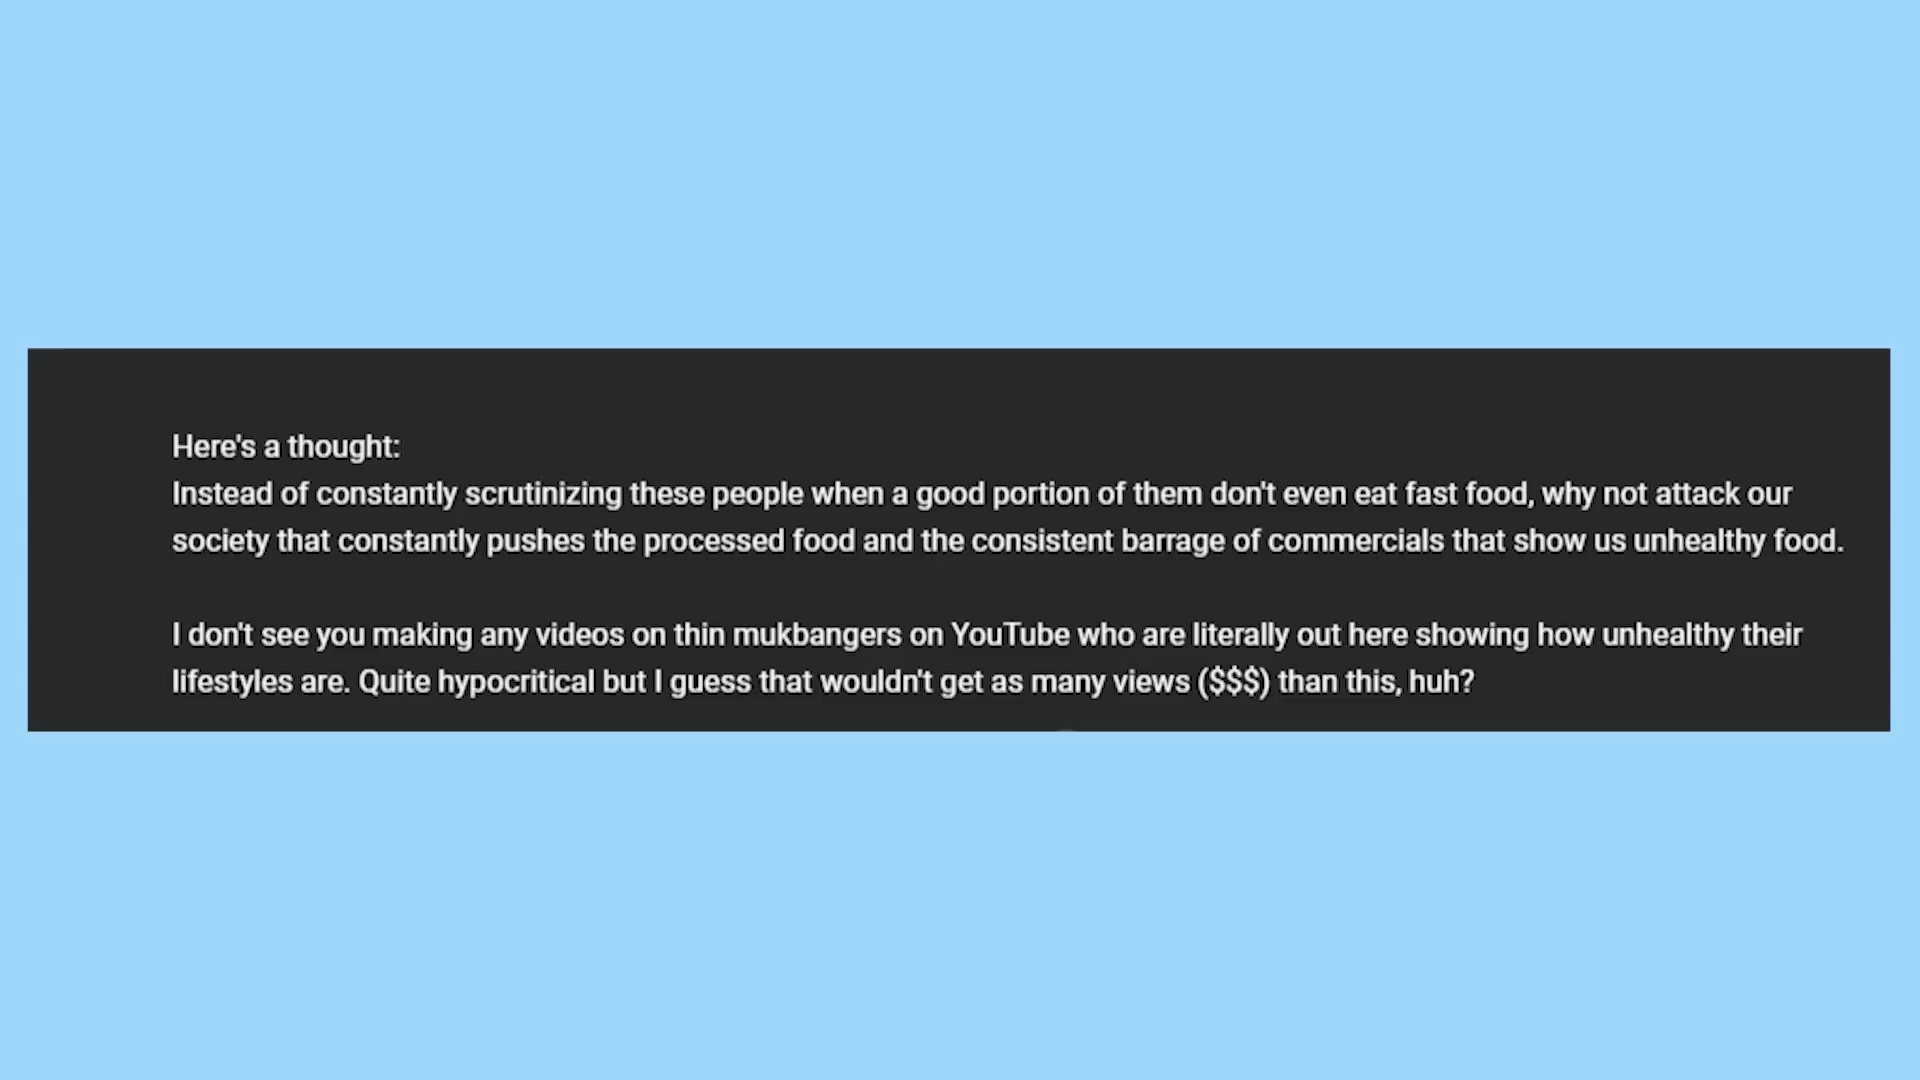 Here's a thought:
Instead of constantly scrutinizing these people when a good portion of them don't even eat fast food, why not attack our
society that constantly pushes the processed food and the consistent barrage of commercials that show us unhealthy food.
I don't see you making any videos on thin mukbangers on YouTube who are literally out here showing how unhealthy their
lifestyles are. Quite hypocritical but I guess that wouldn't get as many views ($$$) than this, huh?